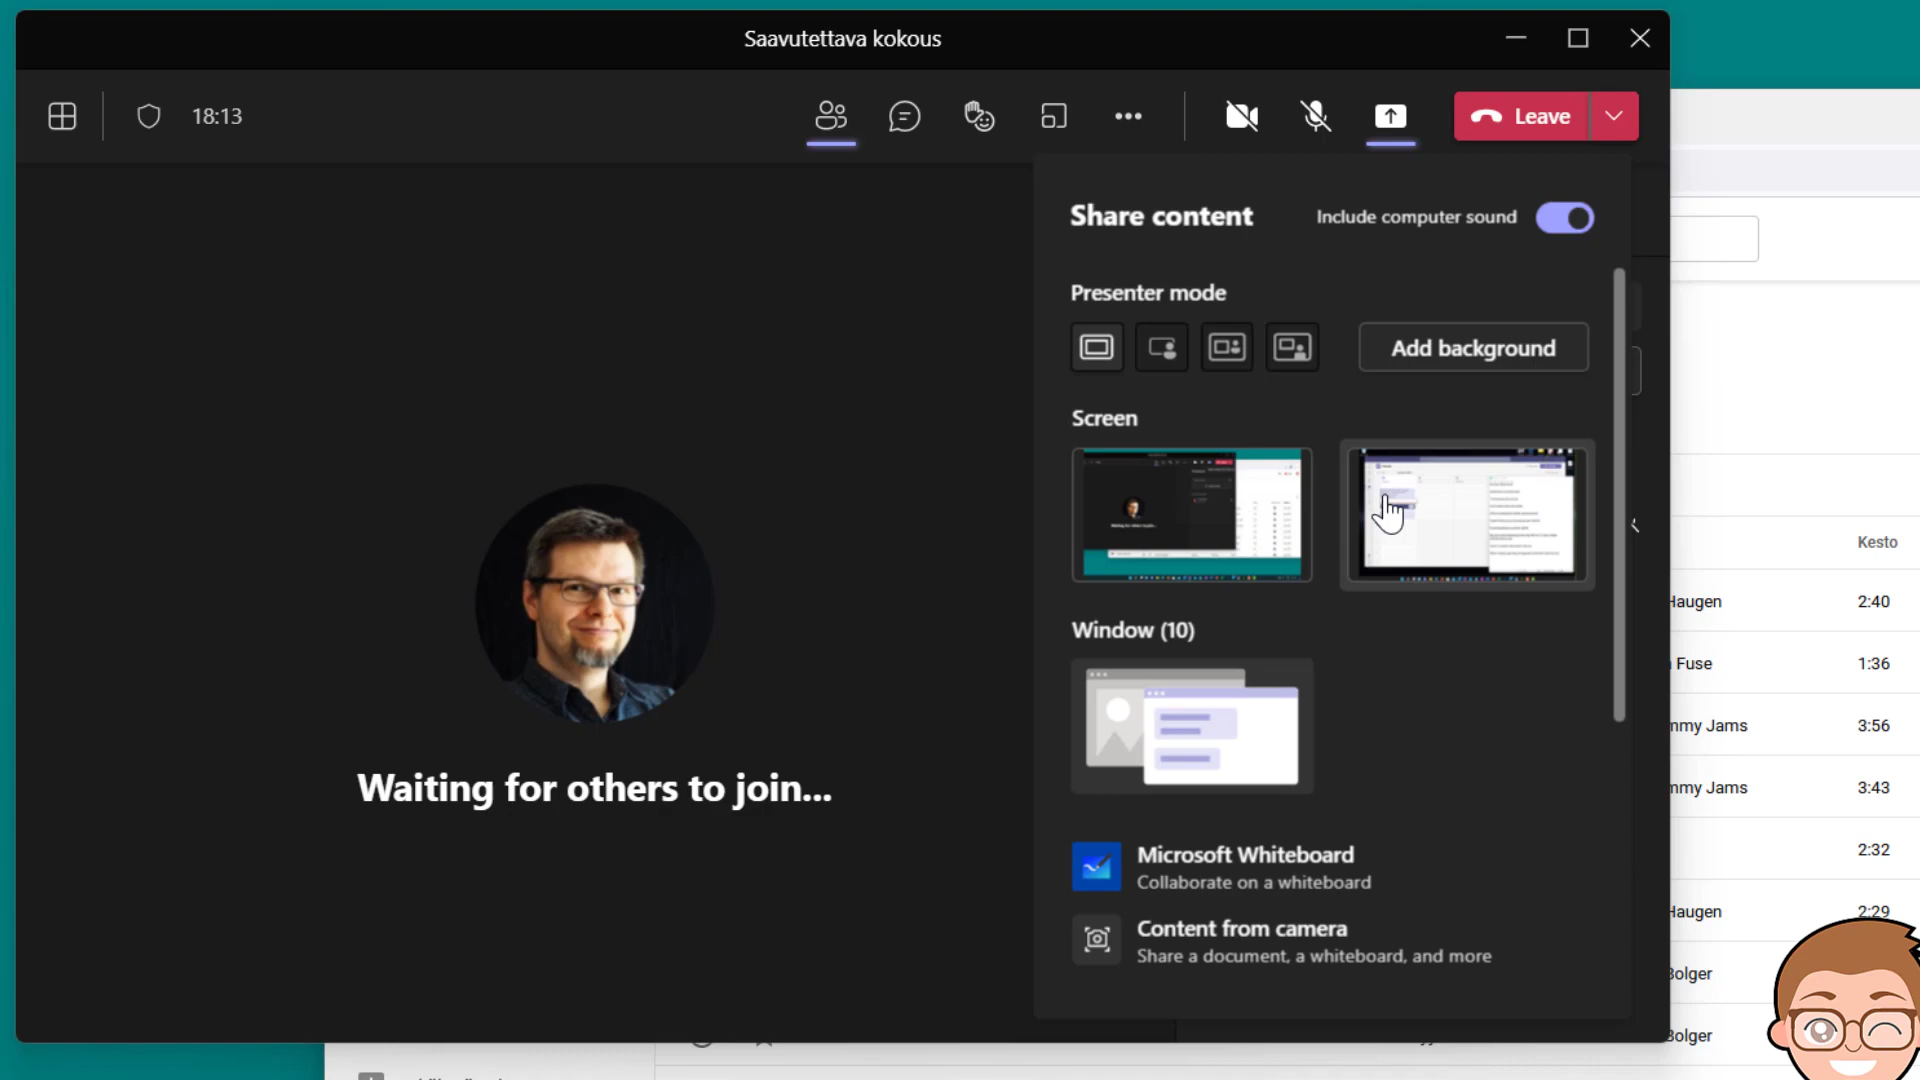 Saavutettava kokous
18:13
Leave
Share content
Include computer sound
Presenter mode
Add background
Screen
Window (10)
Microsoft Whiteboard
Collaborate on a whiteboard
Content from camera
Share a document, a whiteboard, and more
Waiting for others to join...
Kesto
Haugen 2:40
Fuse 1:36
Jams 3:56
Jams 3:43
2:32
Haugen 2:29
Bolger
Bolger